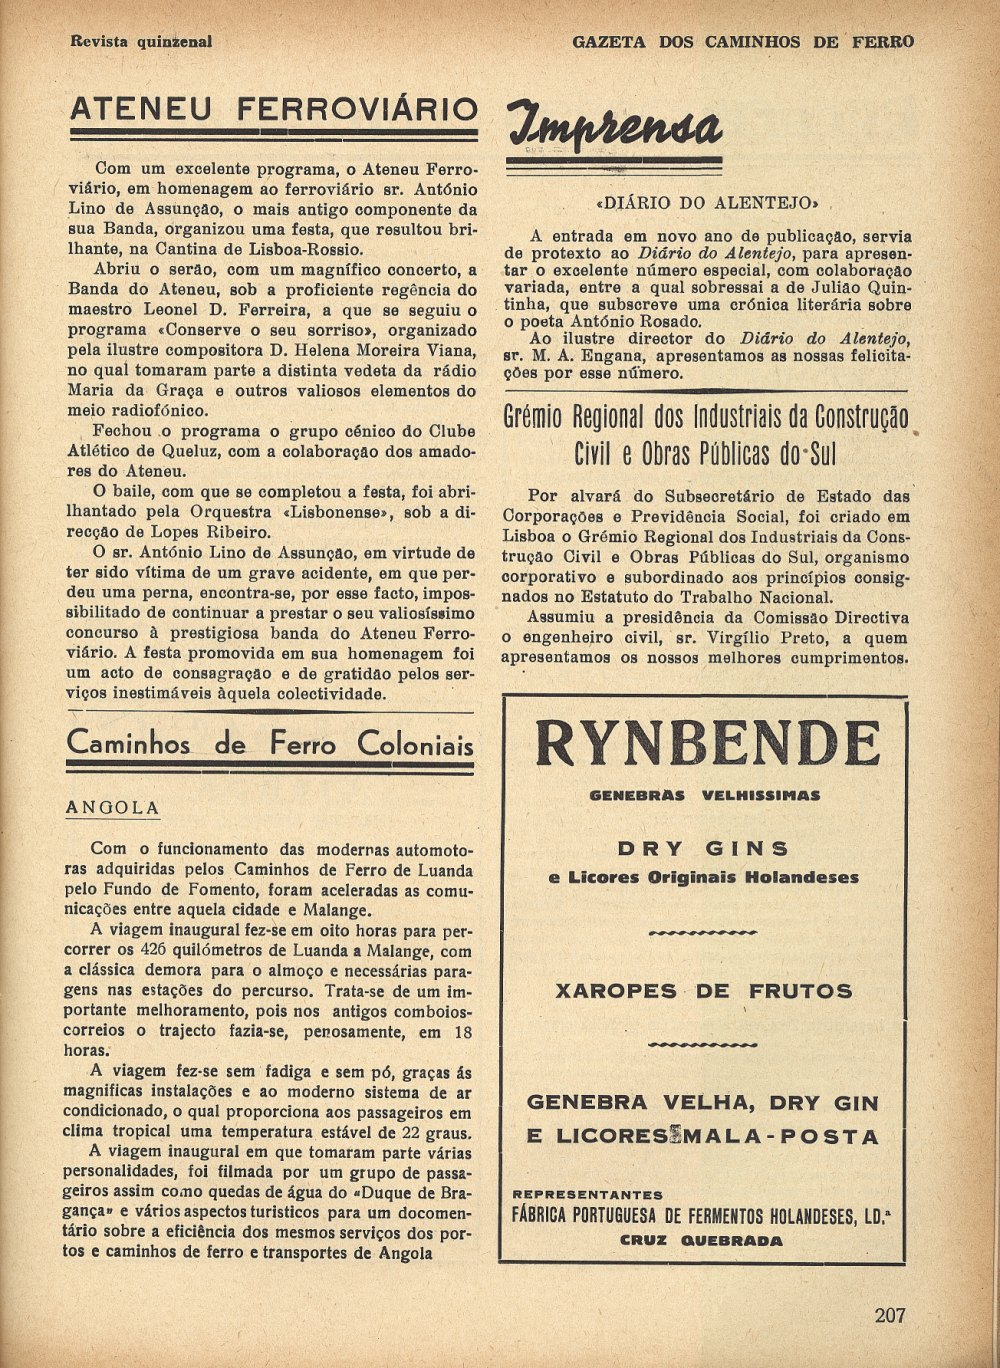 Revista quinzenal
GAZETA DOS CAMINHOS DE FERRO
ATENEU FERROVIÁRIO
Com um excelente programa, o Ateneu Ferro-
viário, em homenagem ao ferroviário sr. António
Lino de Assunção, o mais antigo componente da
sua Banda, organizou uma festa, que resultou bri-
lhante, na Cantina de Lisboa-Rossio.
Abriu o serão, com um magnífico concerto, a
Banda do Ateneu, sob a proficiente regência do
maestro Leonel D. Ferreira, a que se seguiu o
programa «Conserve o seu sorriso», organizado
pela ilustre compositora D. Helena Moreira Viana,
no qual tomaram parte a distinta vedeta da rádio
Maria da Graça e outros valiosos elementos do
meio radiofónico.
Fechou o programa o grupo cénico do Clube
Atlético de Queluz, com a colaboração dos amado-
res do Ateneu.
O baile, com que se completou a festa, foi abri-
lhantado pela Orquestra «Lisbonense», sob a di-
recção de Lopes Ribeiro.
O sr. António Lino de Assunção, em virtude de
ter sido vítima de um grave acidente, em que per-
deu uma perna, encontra-se, por esse facto, impos-
sibilitado de continuar a prestar o seu valiosíssimo
concurso à prestigiosa banda do Ateneu Ferro-
viário. A festa promovida em sua homenagem foi
um acto de consagração e de gratidão pelos ser-
viços inestimáveis àquela colectividade.
Caminhos de Ferro Coloniais
ANGOLA
Com o funcionamento das modernas automoto-
ras adquiridas pelos Caminhos de Ferro de Luanda
pelo Fundo de Fomento, foram aceleradas as comu-
nicações entre aquela cidade e Malange.
A viagem inaugural fez-se em oito horas para per-
correr os 426 quilómetros de Luanda a Malange, com
a clássica demora para o almoço e necessárias para-
gens nas estações do percurso. Trata-se de um im-
portante melhoramento, pois nos antigos comboios-
correios o trajecto fazia-se, penosamente, em 18
horas.
A viagem fez-se sem fadiga e sem pó, graças ás
magnificas instalações e ao moderno sistema de ar
condicionado, o qual proporciona aos passageiros em
clima tropical uma temperatura estável de 22 graus.
A viagem inaugural em que tomaram parte várias
personalidades, foi filmada por um grupo de passa-
geiros assim como quedas de água do «Duque de Bra-
gança» e vários aspectos turisticos para um docomen-
tário sobre a eficiência dos mesmos serviços dos por-
tos e caminhos de ferro e transportes de Angola
Imprensa
«DIÁRIO DO ALENTEJO»
A entrada em novo ano de publicação, servia
de protexto ao Diário do Alentejo, para apresen-
tar o excelente número especial, com colaboração
variada, entre a qual sobressai a de Julião Quin-
tinha, que subscreve uma crónica literária sobre
o poeta António Rosado.
Ao ilustre director do Diário do Alentejo,
sr. M. A. Engana, apresentamos as nossas felicita-
ções por esse número.
Grémio Regional dos Industriais da Construção
Civil e Obras Públicas do Sul
Por alvará do Subsecretário de Estado das
Corporações e Previdência Social, foi criado em
Lisboa o Grémio Regional dos Industriais da Cons-
trução Civil e Obras Públicas do Sul, organismo
corporativo e subordinado aos princípios consig-
nados no Estatuto do Trabalho Nacional.
Assumiu a presidência da Comissão Directiva
o engenheiro civil, sr. Virgílio Preto, a quem
apresentamos os nossos melhores cumprimentos.
RYNBENDE
GENEBRAS VELHISSIMAS
DRY GINS
e Licores Originais Holandeses
XAROPES DE FRUTOS
GENEBRA VELHA, DRY GIN
E LICORES MALA-POSTA
REPRESENTANTES
FÁBRICA PORTUGUESA DE FERMENTOS HOLANDESES, LD.ª
CRUZ QUEBRADA
207